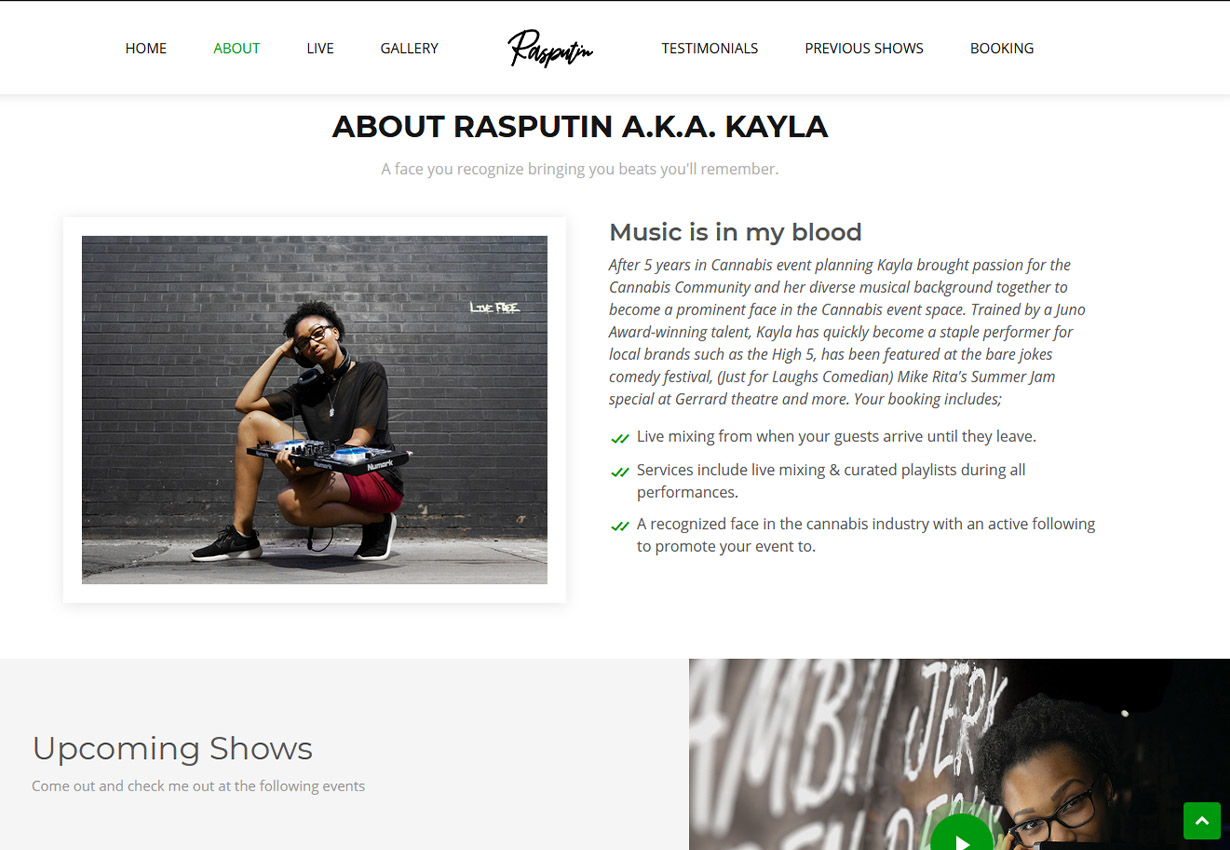 HOME ABOUT LIVE GALLERY Rasputin TESTIMONIALS PREVIOUS SHOWS BOOKING
ABOUT RASPUTIN A.K.A. KAYLA
A face you recognize bringing you beats you'll remember.
LIVE FREE
Numark Numark
Music is in my blood
After 5 years in Cannabis event planning Kayla brought passion for the
Cannabis Community and her diverse musical background together to
become a prominent face in the Cannabis event space. Trained by a Juno
Award-winning talent, Kayla has quickly become a staple performer for
local brands such as the High 5, has been featured at the bare jokes
comedy festival, (Just for Laughs Comedian) Mike Rita's Summer Jam
special at Gerrard theatre and more. Your booking includes;
Live mixing from when your guests arrive until they leave.
Services include live mixing & curated playlists during all
performances.
A recognized face in the cannabis industry with an active following
to promote your event to.
Upcoming Shows
Come out and check me out at the following events
JERK